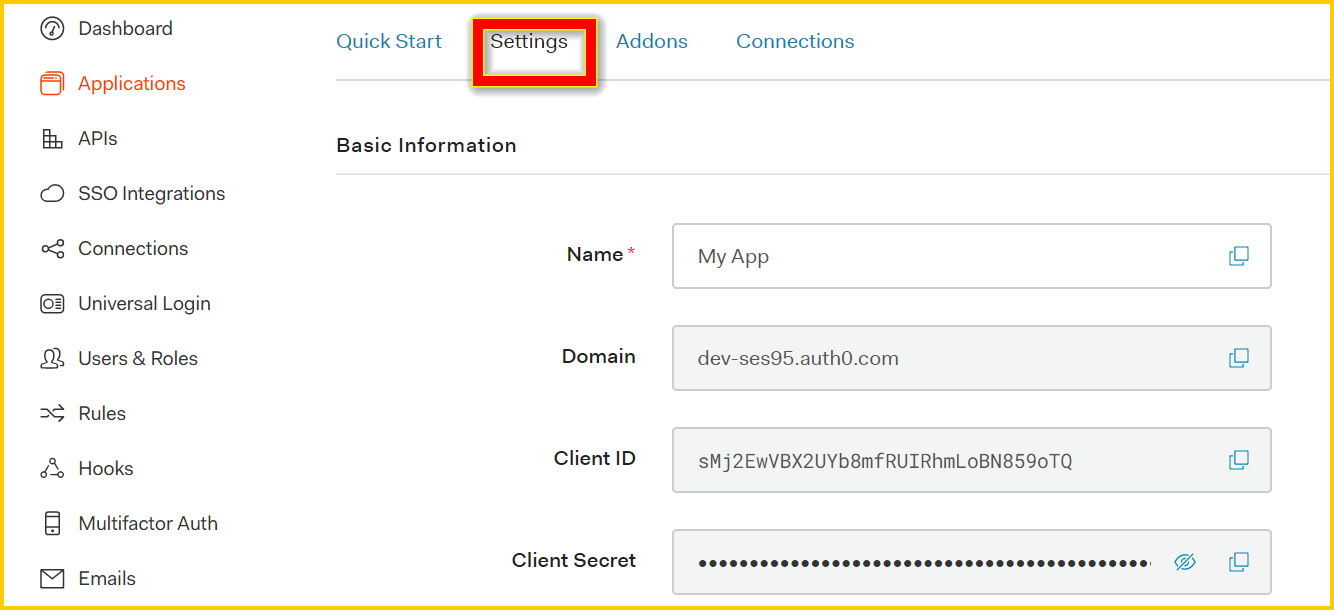 Dashboard
Applications
APIs
SSO Integrations
Connections
Universal Login
Users & Roles
Rules
Hooks
Multifactor Auth
Emails
Quick Start Settings Addons Connections
Basic Information
Name *
My App
Domain
dev-ses95.auth0.com
Client ID
sMj2EwVBX2UYb8mfRUIRhmLoBN859oTQ
Client Secret